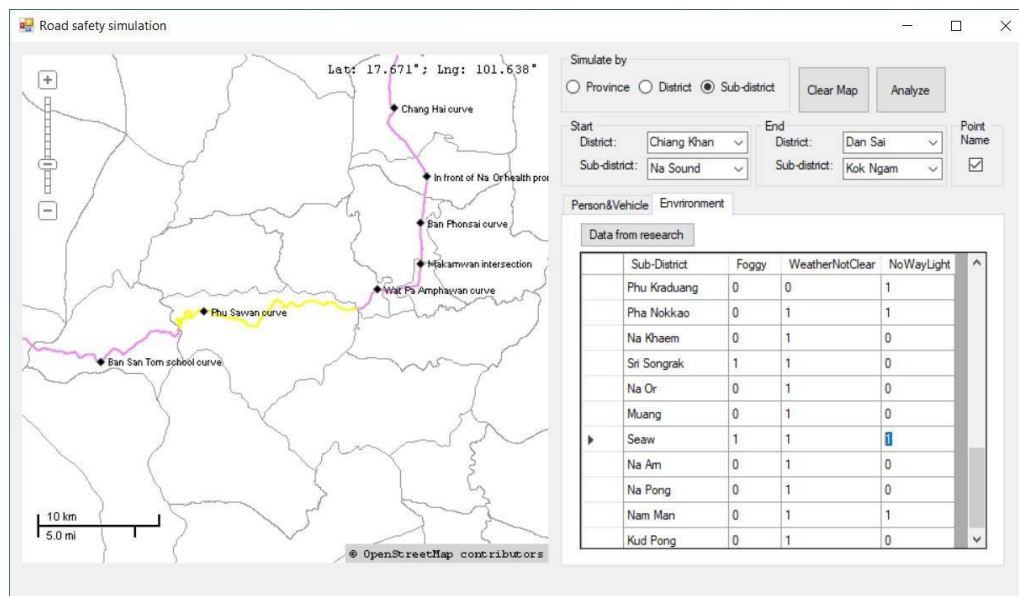 Road safety simulation
Lat: 17.671°; Lng: 101.638°
Chang Hai curve
In front of Na Or health pro
Ban Phonsai curve
Makamwan intersection
Wat Pa Amphawan curve
Phu Sawan curve
Ban San Tom school curve
10 km
5.0 mi
© OpenStreetMap contributors
Simulate by
Province District Sub-district
Clear Map Analyze
Start End Point Name
District: Chiang Khan District: Dan Sai
Sub-district: Na Sound Sub-district: Kok Ngam
Person&Vehicle Envrironment
Data from research
Sub-District Foggy WeatherNotClear NoWayLight
Phu Kraduang 0 0 1
Pha Nokkao 0 1 1
Na Khaem 0 1 0
Sri Songrak 1 1 0
Na Or 0 1 0
Muang 0 1 0
Seaw 1 1 1
Na Am 0 1 0
Na Pong 0 1 0
Nam Man 0 1 1
Kud Pong 0 1 0